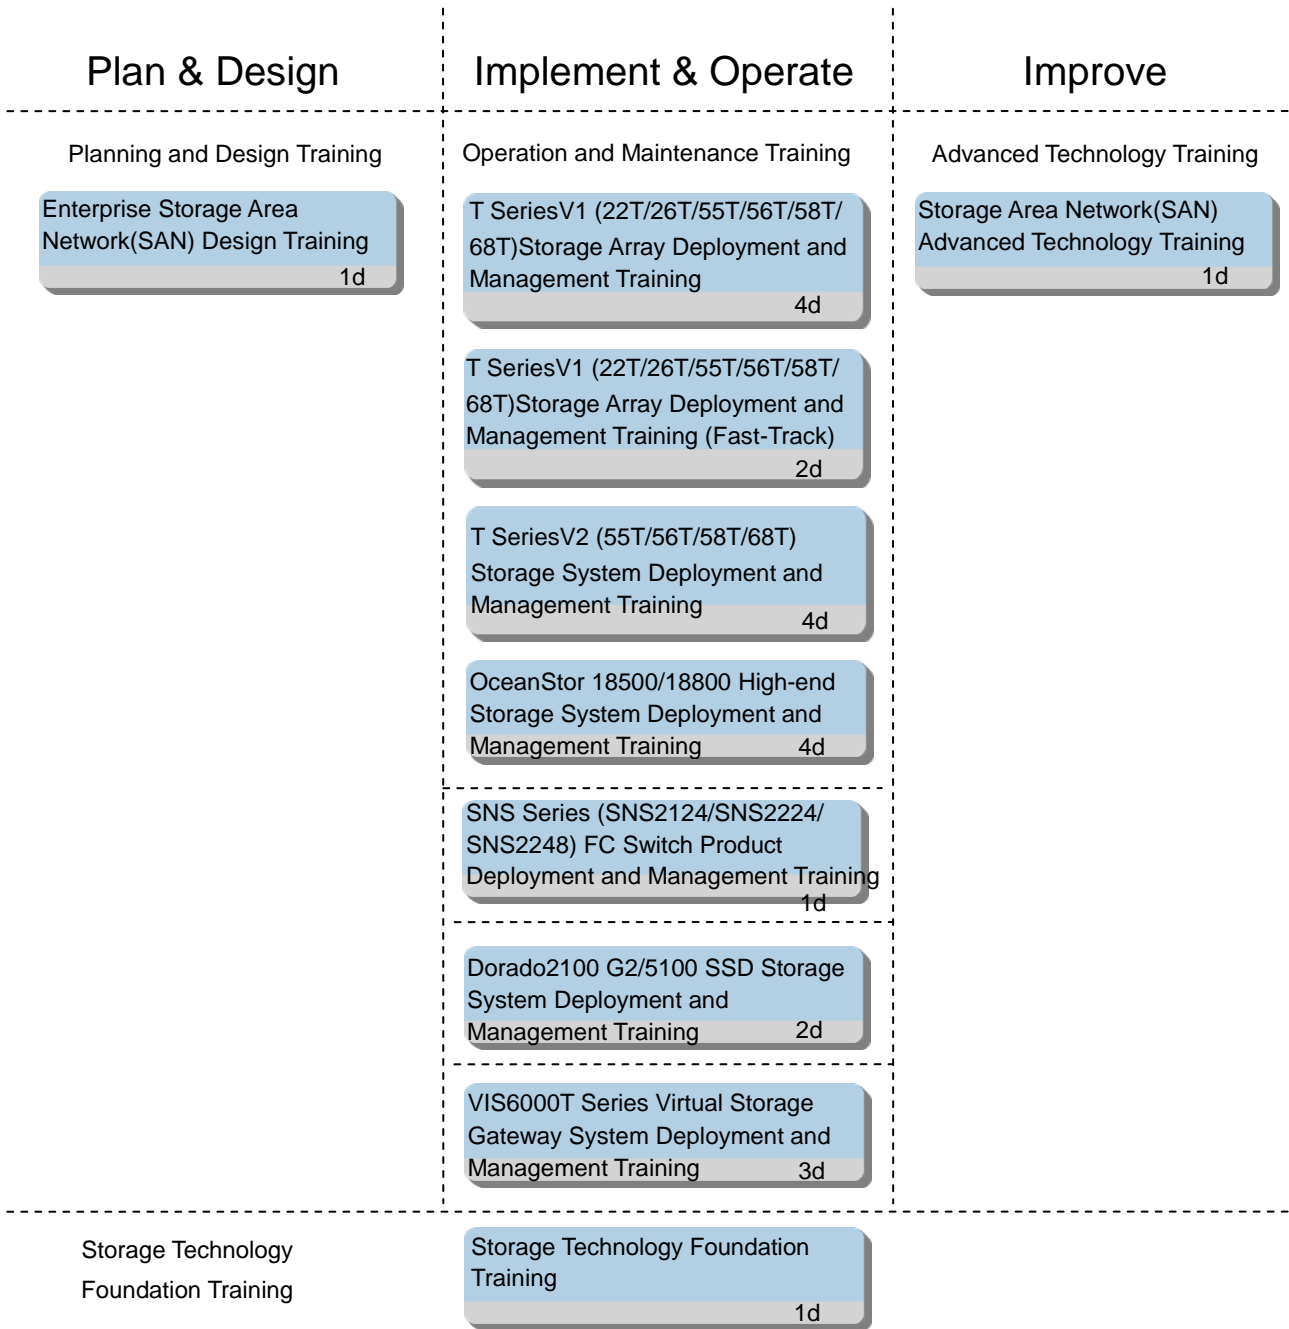 Plan & Design
Implement & Operate
Improve
Planning and Design Training
Operation and Maintenance Training
Advanced Technology Training
Enterprise Storage Area
Network(SAN) Design Training
1d
T SeriesV1 (22T/26T/55T/56T/58T/
68T)Storage Array Deployment and
Management Training
4d
Storage Area Network(SAN)
Advanced Technology Training
1d
T SeriesV1 (22T/26T/55T/56T/58T/
68T)Storage Array Deployment and
Management Training (Fast-Track)
2d
T SeriesV2 (55T/56T/58T/68T)
Storage System Deployment and
Management Training
4d
OceanStor 18500/18800 High-end
Storage System Deployment and
Management Training
4d
SNS Series (SNS2124/SNS2224/
SNS2248) FC Switch Product
Deployment and Management Training
1d
Dorado2100 G2/5100 SSD Storage
System Deployment and
Management Training
2d
VIS6000T Series Virtual Storage
Gateway System Deployment and
Management Training
3d
Storage Technology
Foundation Training
Storage Technology Foundation
Training
1d